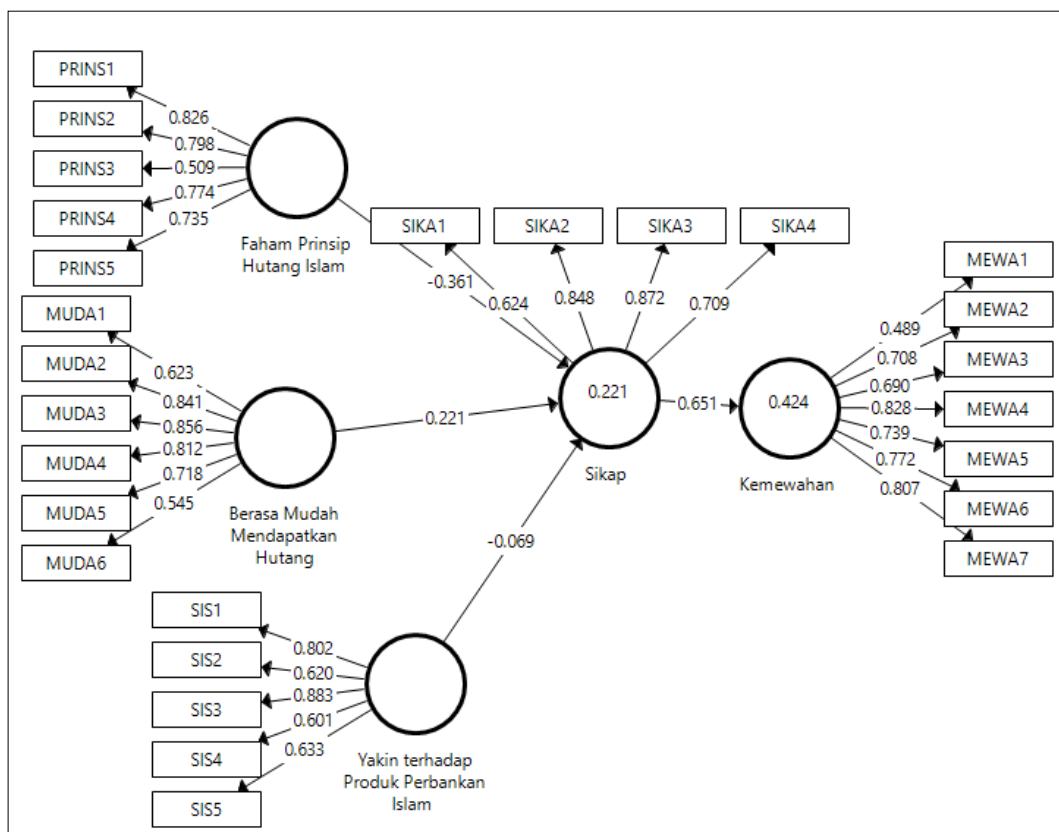 PRINS1
PRINS2
PRINS3
PRINS4
PRINS5
0.826
0.798
0.509
0.774
0.735
Faham Prinsip
Hutang Islam
-0.361
MUDA1
MUDA2
MUDA3
MUDA4
MUDA5
MUDA6
0.623
0.841
0.856
0.812
0.718
0.545
Berasa Mudah
Mendapatkan
Hutang
0.221
SIS1
SIS2
SIS3
SIS4
SIS5
0.802
0.620
0.883
0.601
0.633
Yakin terhadap
Produk Perbankan
Islam
-0.069
SIKA1
SIKA2
SIKA3
SIKA4
0.624
0.848
0.872
0.709
0.221
Sikap
0.651
0.424
Kemewahan
0.489
0.708
0.690
0.828
0.739
0.772
0.807
MEWA1
MEWA2
MEWA3
MEWA4
MEWA5
MEWA6
MEWA7